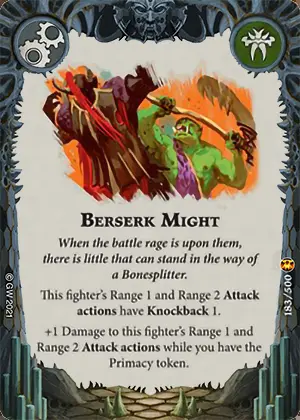 Berserk Might
When the battle rage is upon them,
there is little that can stand in the way of
a Bonesplitter.
This fighter's Range 1 and Range 2 Attack
actions have Knockback 1.
+1 Damage to this fighter's Range 1 and
Range 2 Attack actions while you have the
Primacy token.
© GW 2021
183/500